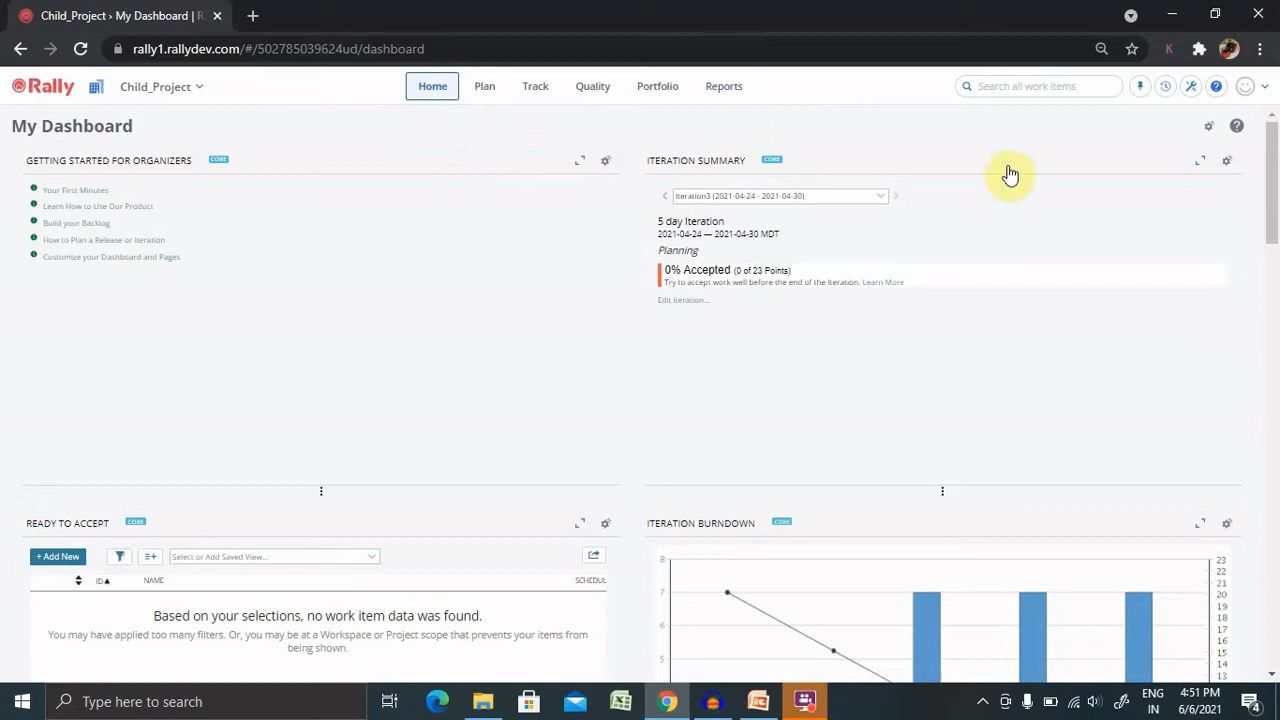 Child_Project › My Dashboard | R
rally1.rallydev.com/#/502785039624ud/dashboard
K
Rally
Child_Project
Home
Plan
Track
Quality
Portfolio
Reports
Search all work items
My Dashboard
GETTING STARTED FOR ORGANIZERS
CORE
Your First Minutes
Learn How to Use Our Product
Build your Backlog
How to Plan a Release or Iteration
Customize your Dashboard and Pages
ITERATION SUMMARY
CORE
Iteration3 (2021-04-24 - 2021-04-30)
5 day Iteration
2021-04-24 — 2021-04-30 MDT
Planning
0% Accepted (0 of 23 Points)
Try to accept work well before the end of the Iteration. Learn More
Edit iteration...
READY TO ACCEPT
CORE
+ Add New
Select or Add Saved View...
ID
NAME
SCHEDUL
Based on your selections, no work item data was found.
You may have applied too many filters. Or, you may be at a Workspace or Project scope that prevents your items from
being shown.
ITERATION BURNDOWN
CORE
8
7
6
5
23
22
21
20
19
18
17
16
15
14
13
Type here to search
ENG
IN
4:51 PM
6/6/2021
4